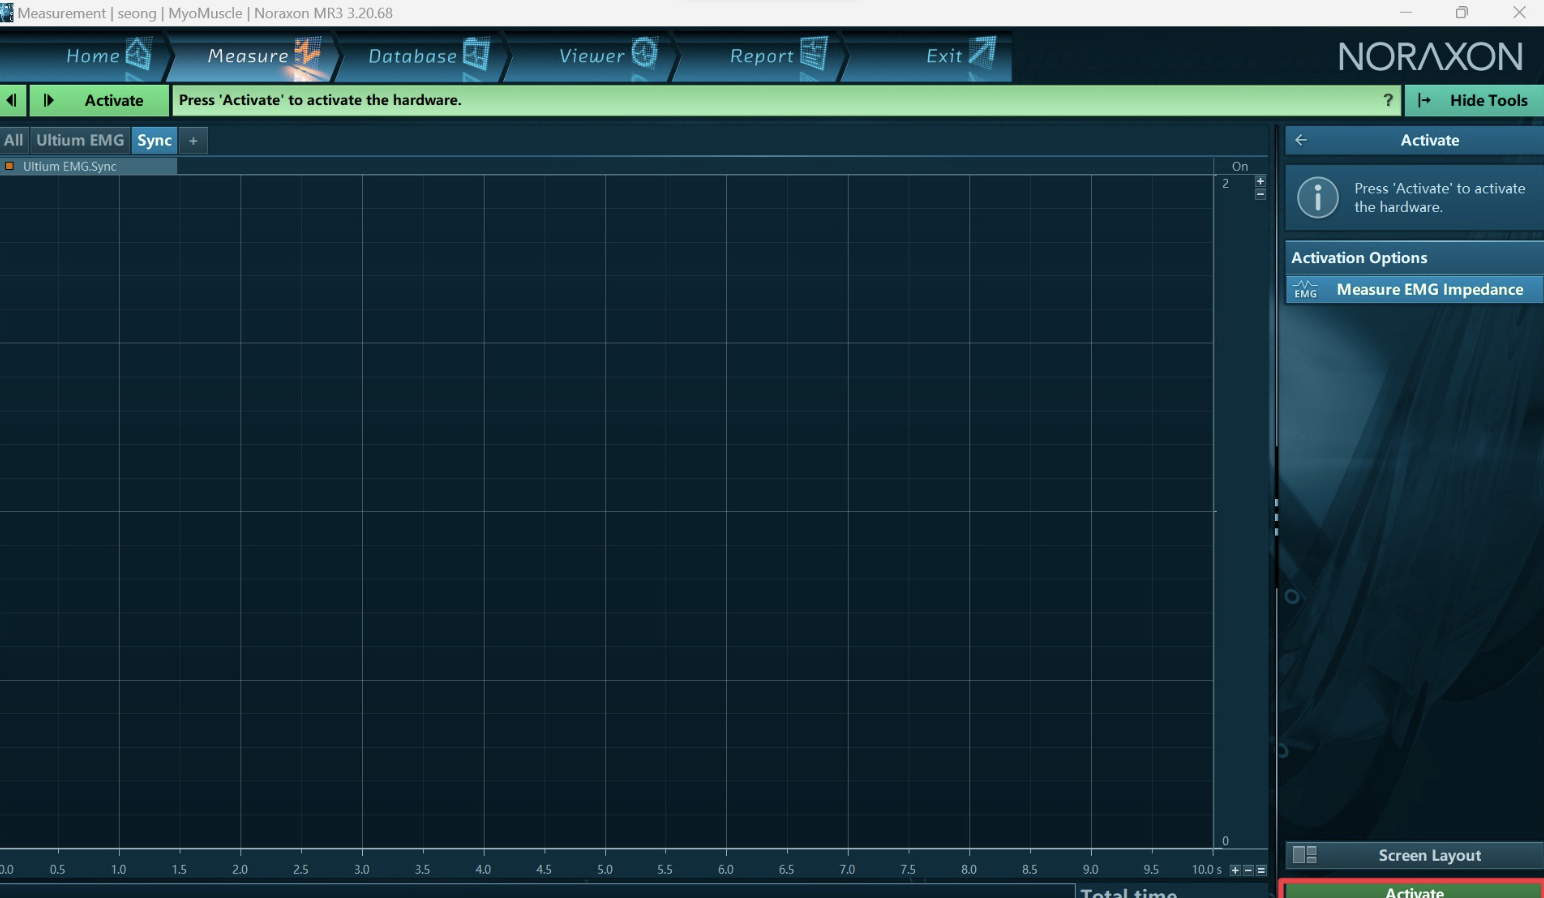 Measurement | seong | MyoMuscle | Noraxon MR3 3.20.68
Home Measure Database Viewer Report Exit NORAXON
Activate Press 'Activate' to activate the hardware. ? Hide Tools
All Ultium EMG Sync +
Activate
Ultium EMG.Sync On
2
Press 'Activate' to activate
the hardware.
Activation Options
EMG Measure EMG Impedance
0
Screen Layout
0.0 0.5 1.0 1.5 2.0 2.5 3.0 3.5 4.0 4.5 5.0 5.5 6.0 6.5 7.0 7.5 8.0 8.5 9.0 9.5 10.0 s
Total time
Activate